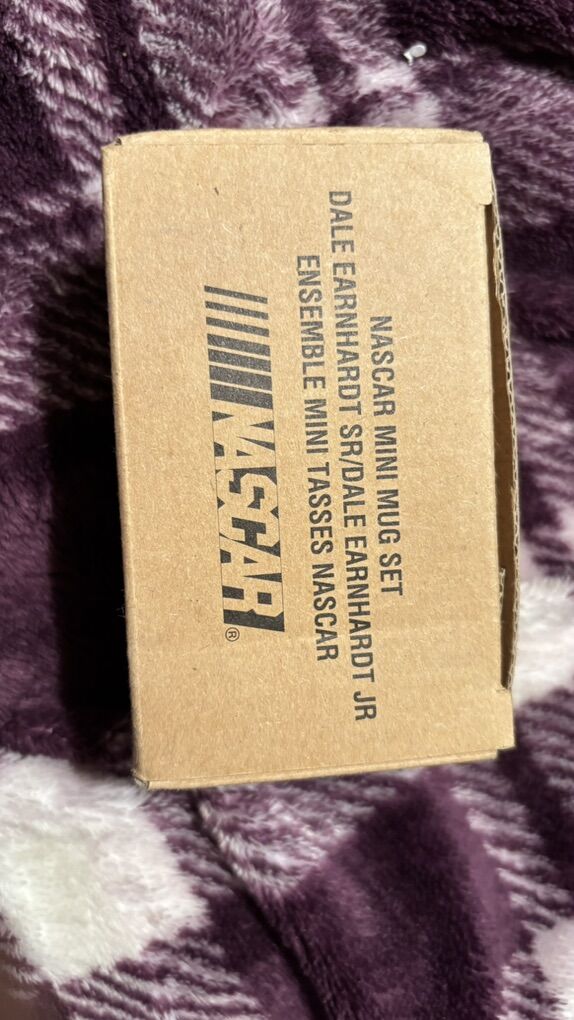 NASCAR MINI MUG SET
DALE EARNHARDT SR/DALE EARNHARDT JR
ENSEMBLE MINI TASSES NASCAR
NASCAR®